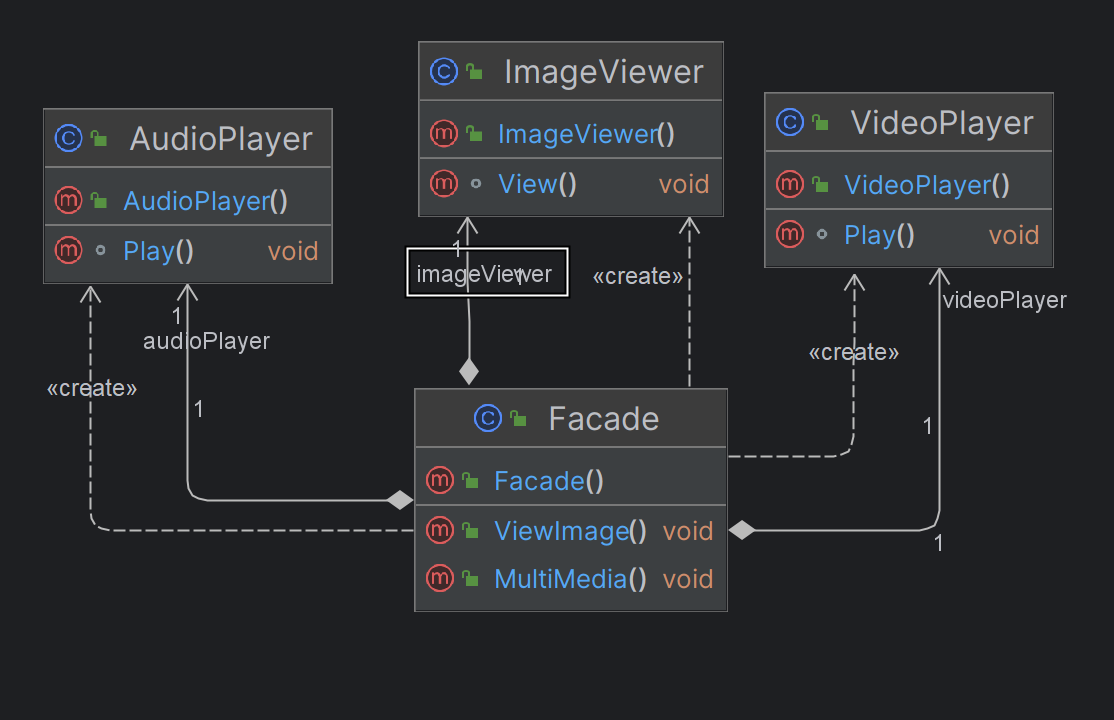 ImageViewer
ImageViewer()
View() void
VideoPlayer
VideoPlayer()
Play() void
AudioPlayer
AudioPlayer()
Play() void
1
imageViewer
1
«create»
videoPlayer
1
audioPlayer
«create»
«create»
1
1
1
Facade
Facade()
ViewImage() void
MultiMedia() void